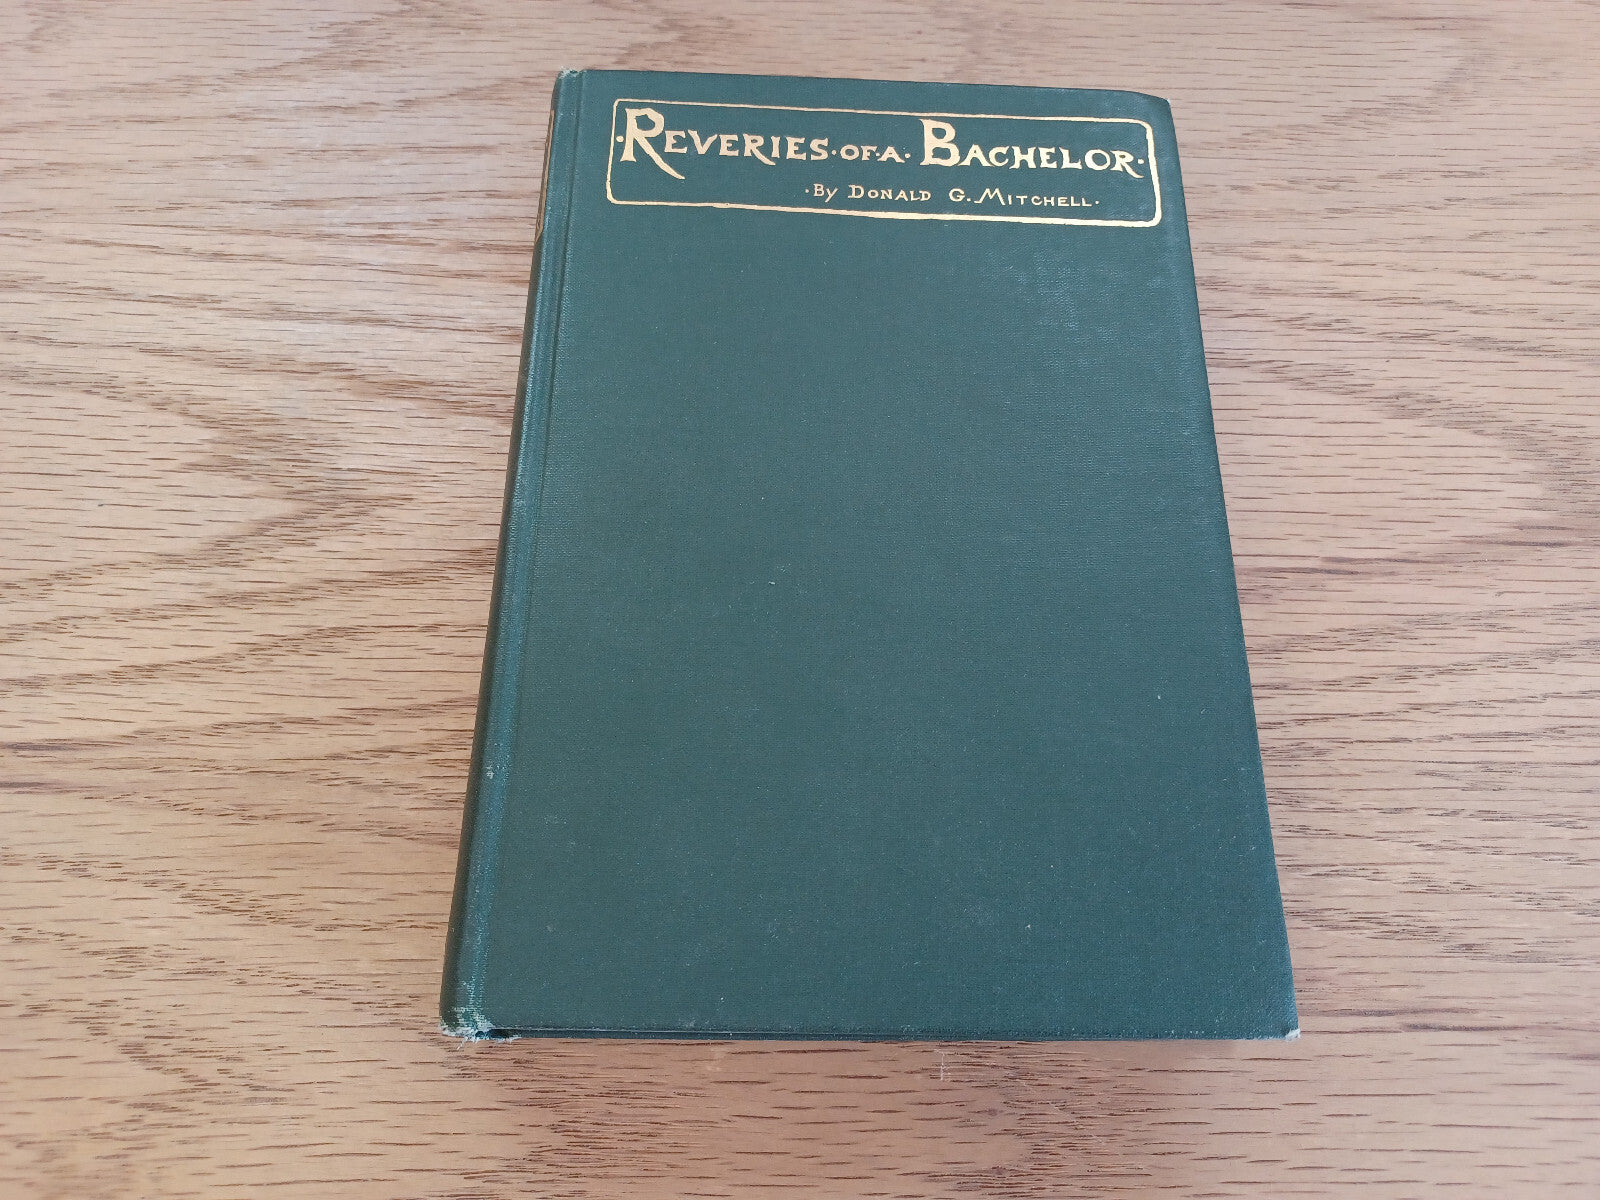 ·REVERIES·OF·A·BACHELOR·
·By DONALD G. MITCHELL·